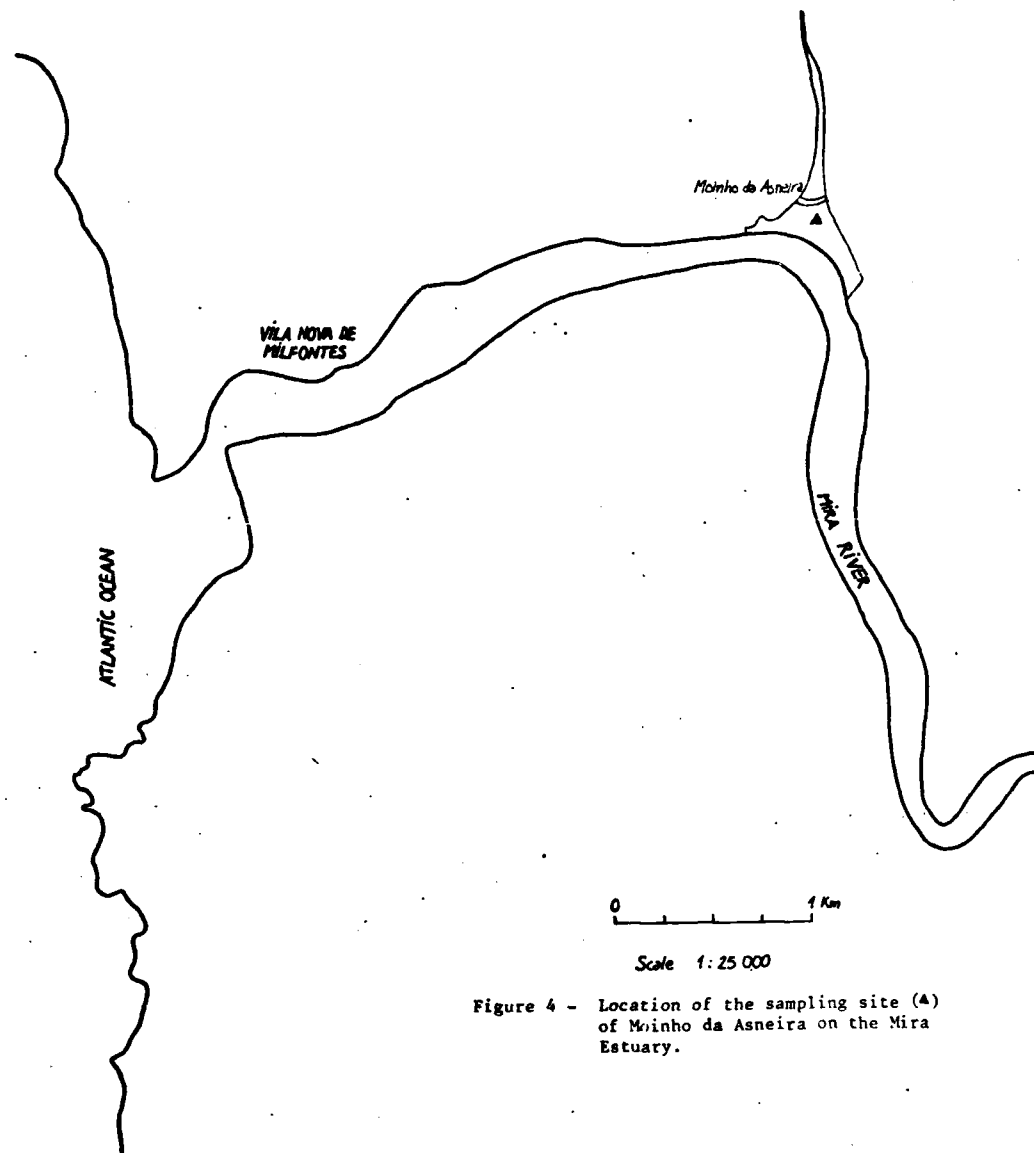 Moinho da Asneira
VILA NOVA DE
MILFONTES
MIRA RIVER
ATLANTIC OCEAN
0 1 Km
Scale 1:25 000
Figure 4 - Location of the sampling site (▲)
of Moinho da Asneira on the Mira
Estuary.